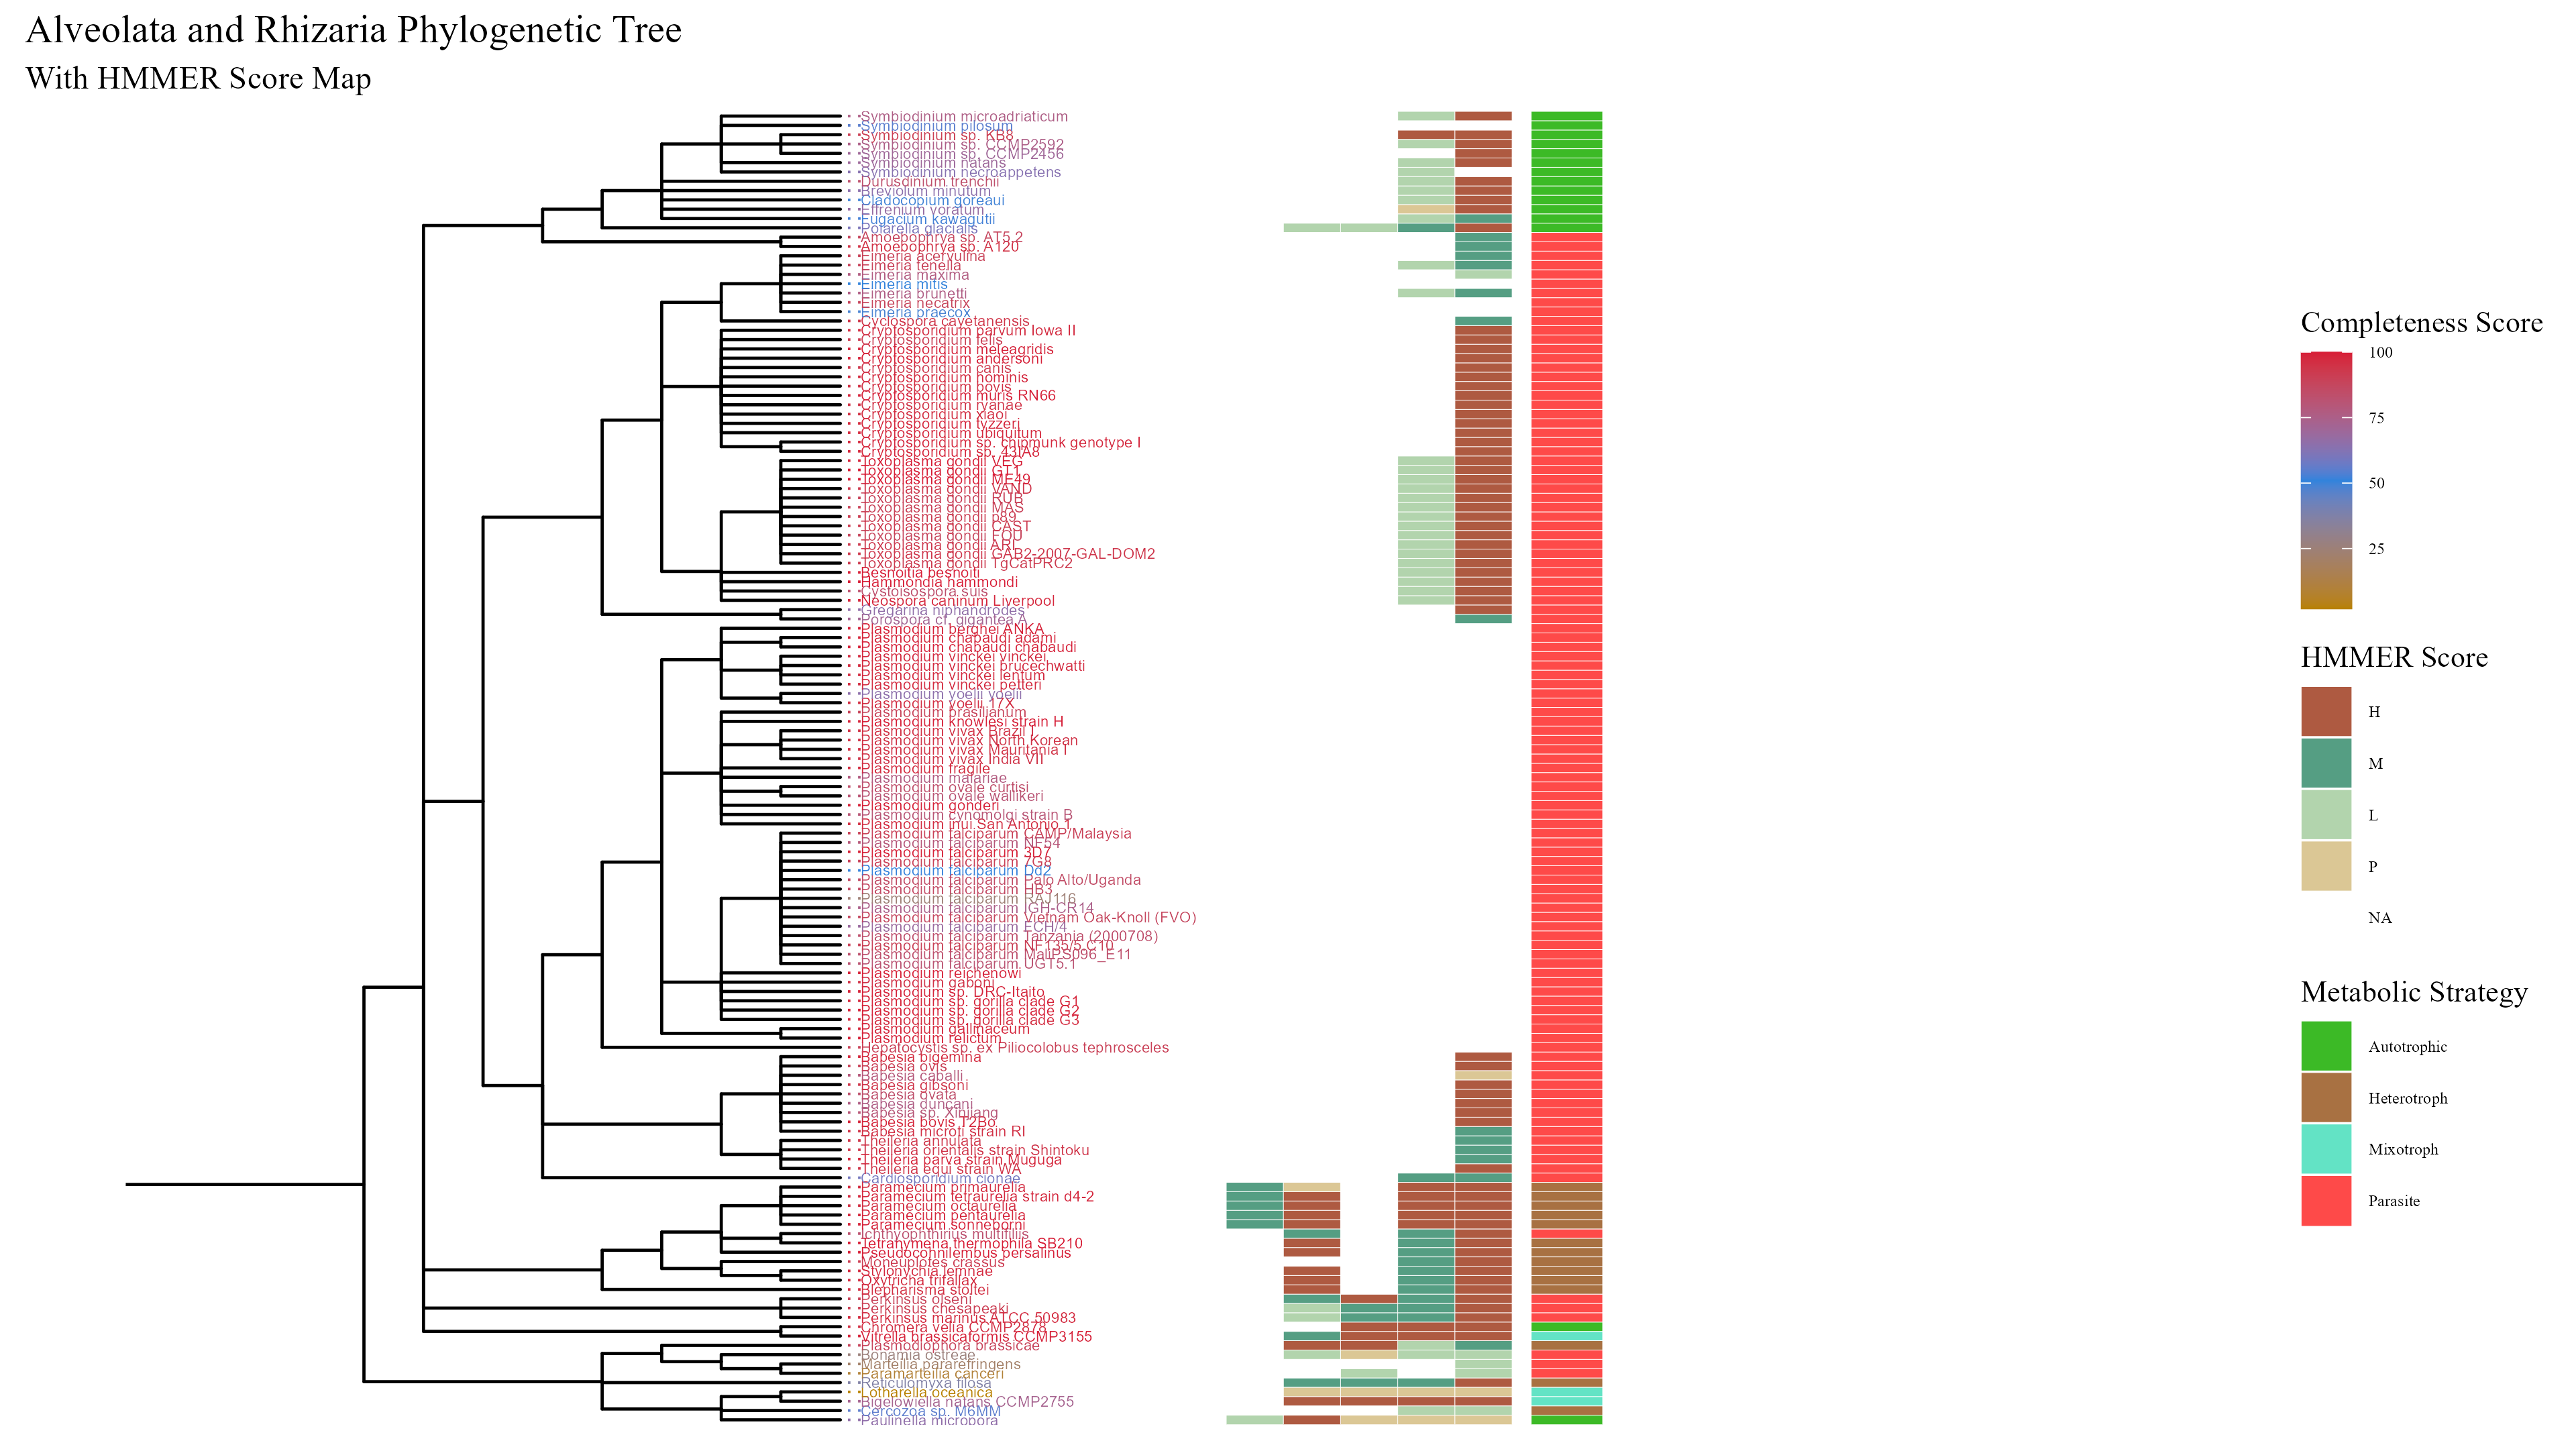 Alveolata and Rhizaria Phylogenetic Tree
With HMMER Score Map
Symbiodinium microadriaticum
Symbiodinium pilosum
Symbiodinium sp. KB8
Symbiodinium sp. CCMP2592
Symbiodinium sp. CCMP2456
Symbiodinium natans
Symbiodinium necroappetens
Durusdinium trenchii
Breviolum minutum
Cladocopium goreaui
Effrenium voratum
Fugacium kawagutii
Polarella glacialis
Amoebophrya sp. AT5.2
Amoebophrya sp. A120
Eimeria acervulina
Eimeria tenella
Eimeria maxima
Eimeria mitis
Eimeria brunetti
Eimeria necatrix
Eimeria praecox
Cyclospora cayetanensis
Cryptosporidium parvum Iowa II
Cryptosporidium felis
Cryptosporidium meleagridis
Cryptosporidium andersoni
Cryptosporidium canis
Cryptosporidium hominis
Cryptosporidium bovis
Cryptosporidium muris RN66
Cryptosporidium ryanae
Cryptosporidium xiaoi
Cryptosporidium tyzzeri
Cryptosporidium ubiquitum
Cryptosporidium sp. chipmunk genotype I
Cryptosporidium sp. 43IA8
Toxoplasma gondii VEG
Toxoplasma gondii GT1
Toxoplasma gondii ME49
Toxoplasma gondii VAND
Toxoplasma gondii RUB
Toxoplasma gondii MAS
Toxoplasma gondii p89
Toxoplasma gondii CAST
Toxoplasma gondii FOU
Toxoplasma gondii ARI
Toxoplasma gondii GAB2-2007-GAL-DOM2
Toxoplasma gondii TgCatPRC2
Besnoitia besnoiti
Hammondia hammondi
Cystoisospora suis
Neospora caninum Liverpool
Gregarina niphandrodes
Porospora cf. gigantea A
Plasmodium berghei ANKA
Plasmodium chabaudi adami
Plasmodium chabaudi chabaudi
Plasmodium vinckei vinckei
Plasmodium vinckei brucechwatti
Plasmodium vinckei lentum
Plasmodium vinckei petteri
Plasmodium yoelii yoelii
Plasmodium yoelii 17X
Plasmodium brasilianum
Plasmodium knowlesi strain H
Plasmodium vivax Brazil I
Plasmodium vivax North Korean
Plasmodium vivax Mauritania I
Plasmodium vivax India VII
Plasmodium fragile
Plasmodium malariae
Plasmodium ovale curtisi
Plasmodium ovale wallikeri
Plasmodium gonderi
Plasmodium cynomolgi strain B
Plasmodium inui San Antonio 1
Plasmodium falciparum CAMP/Malaysia
Plasmodium falciparum NF54
Plasmodium falciparum 3D7
Plasmodium falciparum 7G8
Plasmodium falciparum Dd2
Plasmodium falciparum Palo Alto/Uganda
Plasmodium falciparum HB3
Plasmodium falciparum RAJ116
Plasmodium falciparum IGH-CR14
Plasmodium falciparum Vietnam Oak-Knoll (FVO)
Plasmodium falciparum FCH/4
Plasmodium falciparum Tanzania (2000708)
Plasmodium falciparum NF135/5.C10
Plasmodium falciparum MaliPS096_E11
Plasmodium falciparum UGT5.1
Plasmodium reichenowi
Plasmodium gaboni
Plasmodium sp. DRC-Itaito
Plasmodium sp. gorilla clade G1
Plasmodium sp. gorilla clade G2
Plasmodium sp. gorilla clade G3
Plasmodium gallinaceum
Plasmodium relictum
Hepatocystis sp. ex Piliocolobus tephrosceles
Babesia bigemina
Babesia ovis
Babesia caballi
Babesia gibsoni
Babesia ovata
Babesia duncani
Babesia sp. Xinjiang
Babesia bovis T2Bo
Babesia microti strain RI
Theileria annulata
Theileria orientalis strain Shintoku
Theileria parva strain Muguga
Theileria equi strain WA
Cardiosporidium cionae
Paramecium primaurelia
Paramecium tetraurelia strain d4-2
Paramecium octaurelia
Paramecium pentaurelia
Paramecium sonneborni
Ichthyophthirius multifiliis
Tetrahymena thermophila SB210
Pseudocohnilembus persalinus
Moneuplotes crassus
Stylonychia lemnae
Oxytricha trifallax
Blepharisma stoltei
Perkinsus olseni
Perkinsus chesapeaki
Perkinsus marinus ATCC 50983
Chromera velia CCMP2878
Vitrella brassicaformis CCMP3155
Plasmodiophora brassicae
Bonamia ostreae
Marteilia pararefringens
Paramarteilia canceri
Reticulomyxa filosa
Lotharella oceanica
Bigelowiella natans CCMP2755
Cercozoa sp. M6MM
Paulinella micropora
Completeness Score
100
75
50
25
HMMER Score
H
M
L
P
NA
Metabolic Strategy
Autotrophic
Heterotroph
Mixotroph
Parasite